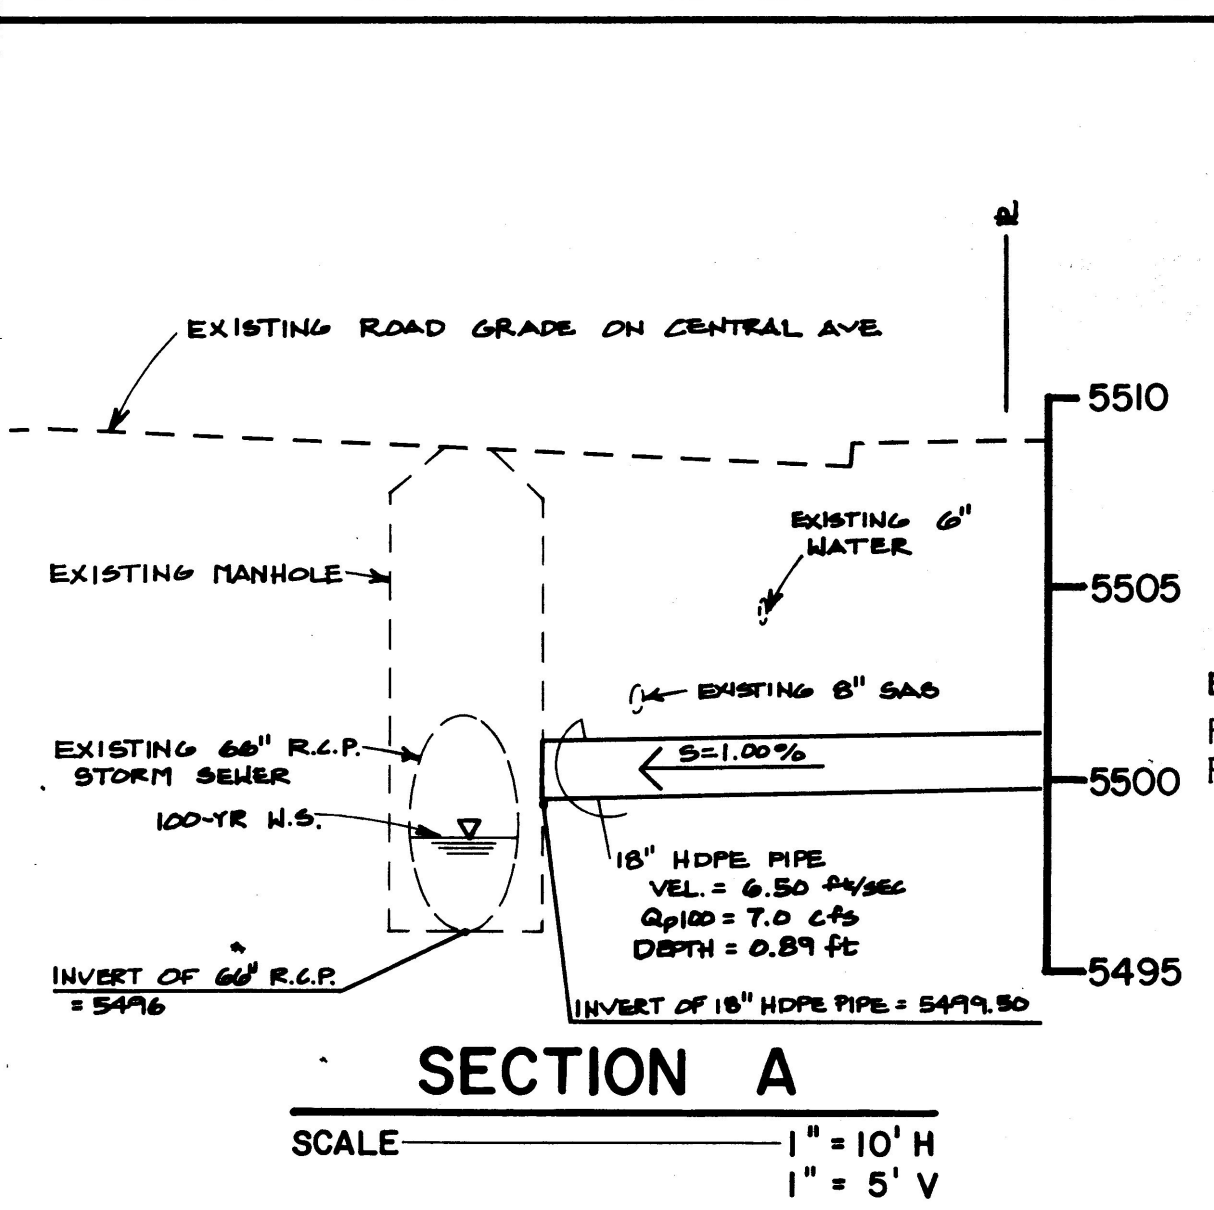 PL
EXISTING ROAD GRADE ON CENTRAL AVE
5510
EXISTING 6"
WATER
EXISTING MANHOLE
5505
EXISTING 8" SAS
EXISTING 66" R.C.P.
STORM SEWER
S=1.00%
5500
100-YR W.S.
18" HDPE PIPE
VEL. = 6.50 ft/SEC
Qp100 = 7.0 cfs
DEPTH = 0.89 ft
5495
INVERT OF 66" R.C.P.
= 5496
INVERT OF 18" HDPE PIPE = 5499.50
SECTION A
SCALE 1" = 10' H
1" = 5' V